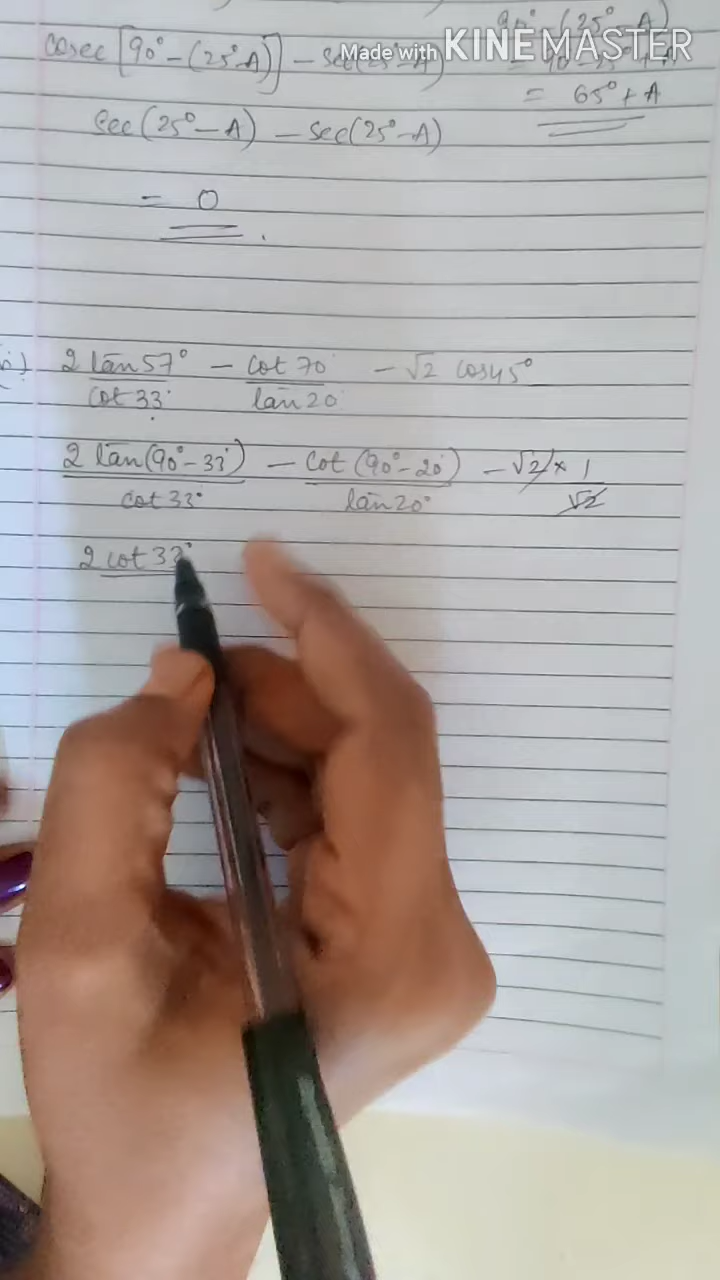 90° - (25° - A)
cosec [90° - (25° - A)] - sec(25° - A)
Made with KINEMASTER
= 65° + A
sec (25° - A) - sec (25° - A)
= 0
2 tan 57° / cot 33° - cot 70° / tan 20° - √2 cos 45°
2 tan (90° - 33°) / cot 33° - cot (90° - 20°) / tan 20° - √2 × 1 / √2
2 cot 33°